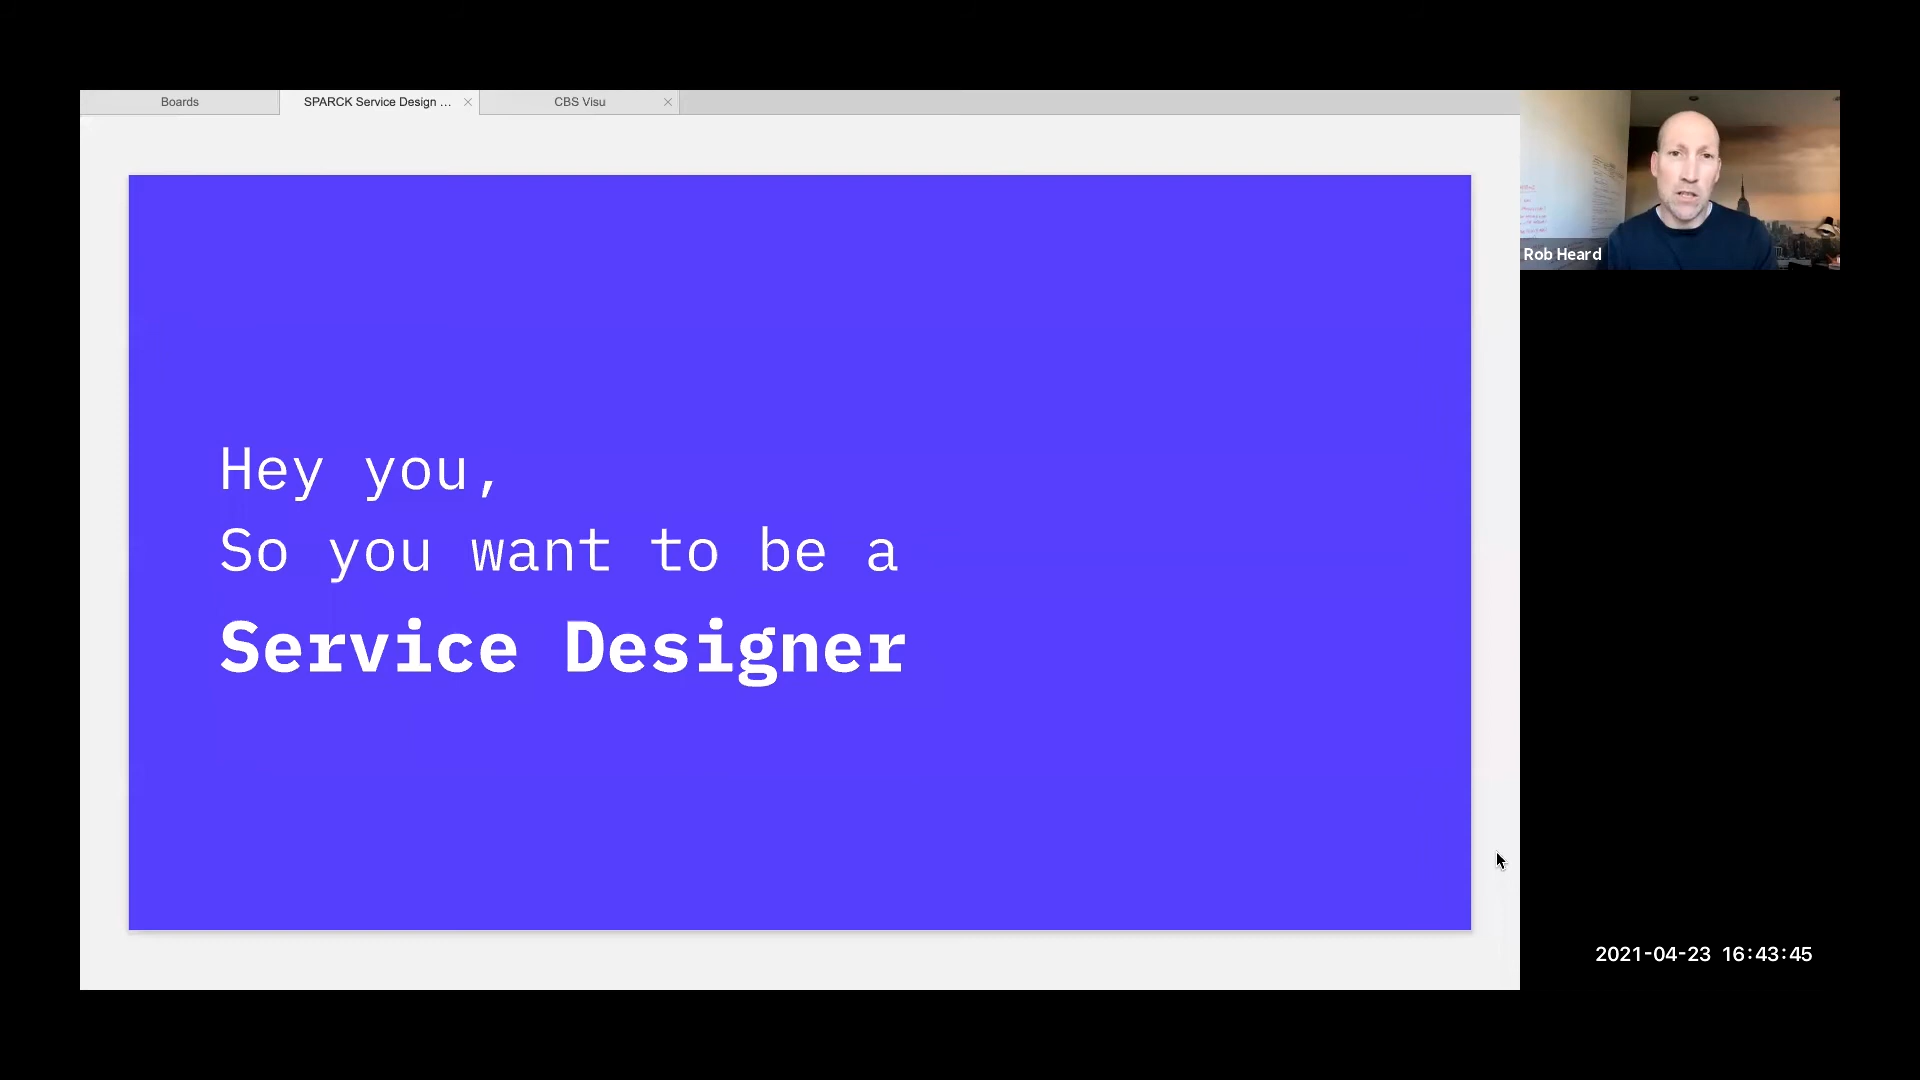 Boards
SPARCK Service Design ...
CBS Visu
Hey you,
So you want to be a
Service Designer
Rob Heard
2021-04-23 16:43:45